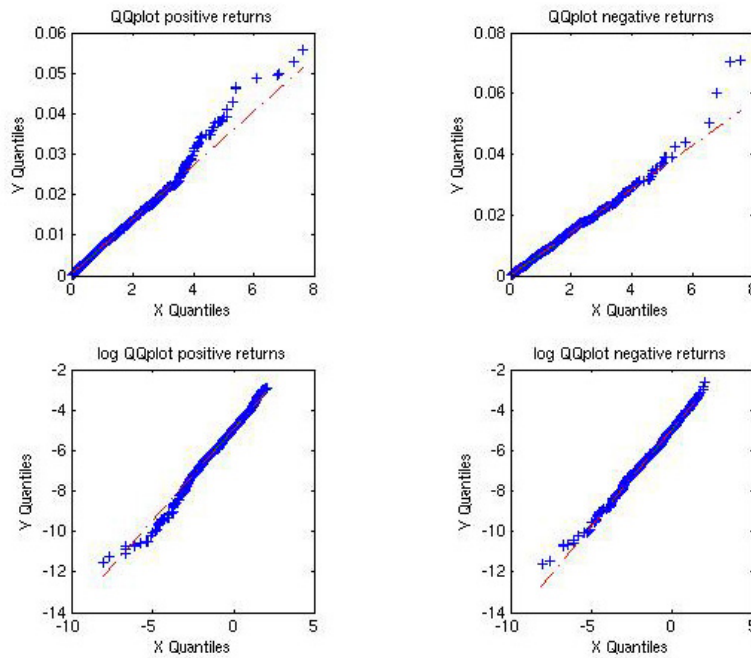 QQplot positive returns
0.06
0.05
0.04
0.03
0.02
0.01
0
Y Quantiles
0 2 4 6 8
X Quantiles
QQplot negative returns
0.08
0.06
0.04
0.02
0
Y Quantiles
0 2 4 6 8
X Quantiles
log QQplot positive returns
-2
-4
-6
-8
-10
-12
-14
Y Quantiles
-10 -5 0 5
X Quantiles
log QQplot negative returns
-2
-4
-6
-8
-10
-12
-14
Y Quantiles
-10 -5 0 5
X Quantiles